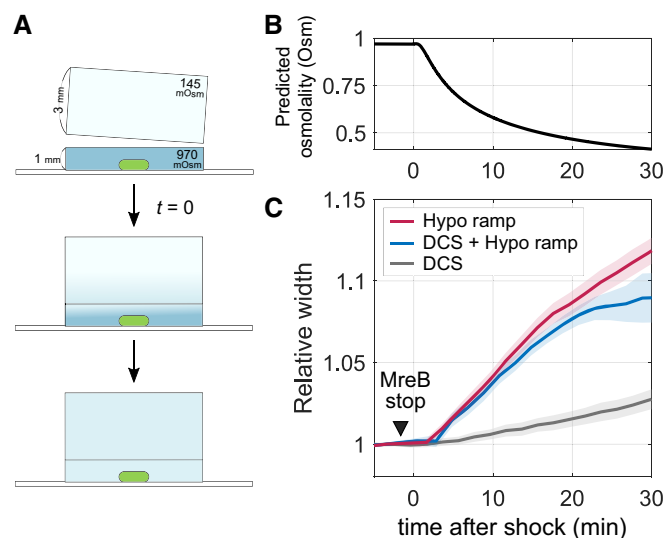 A
145
mOsm
3 mm
1 mm
970
mOsm
t = 0
B
Predicted
osmolality (Osm)
1
0.75
0.5
0
10
20
30
C
Relative width
1.15
1.1
1.05
1
Hypo ramp
DCS + Hypo ramp
DCS
MreB
stop
0
10
20
30
time after shock (min)